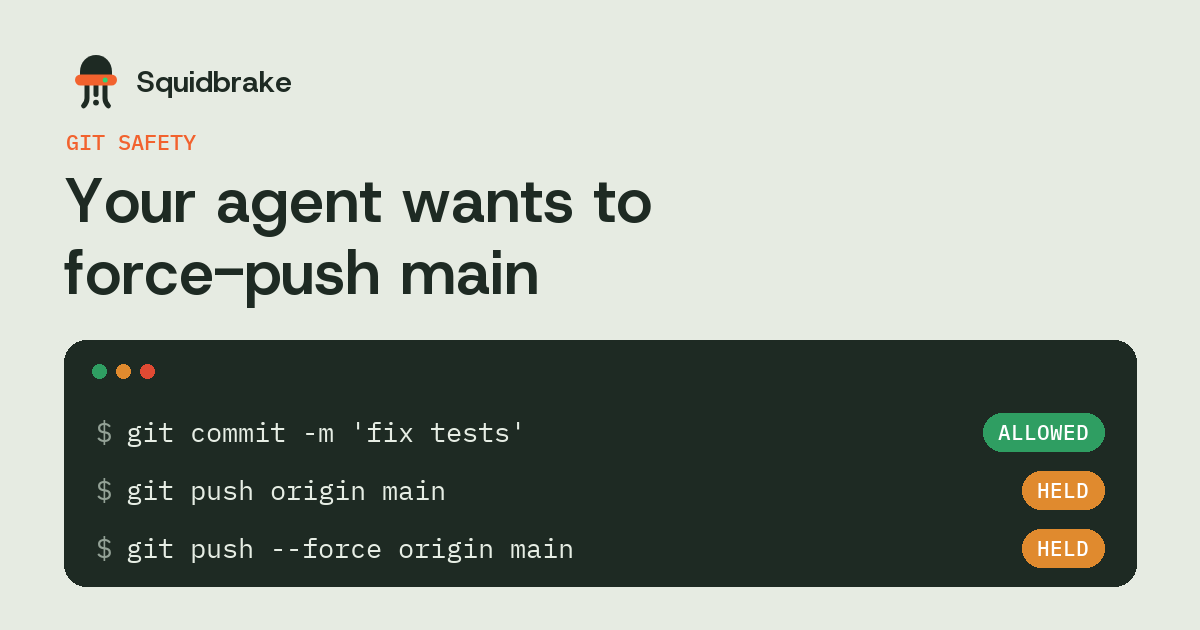 Squidbrake
GIT SAFETY
Your agent wants to
force-push main
$ git commit -m 'fix tests' ALLOWED
$ git push origin main HELD
$ git push --force origin main HELD